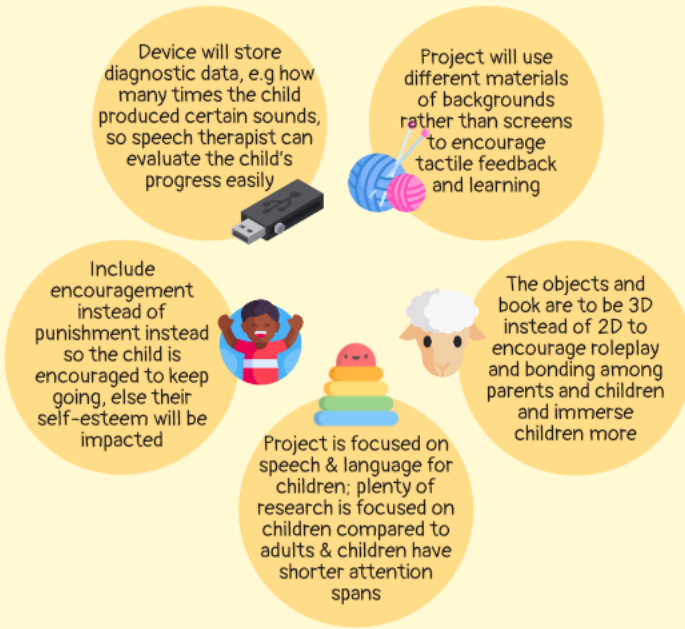 Device will store
diagnostic data, e.g how
many times the child
produced certain sounds,
so speech therapist can
evaluate the child's
progress easily
Project will use
different materials
of backgrounds
rather than screens
to encourage
tactile feedback
and learning
Include
encouragement
instead of
punishment instead
so the child is
encouraged to keep
going, else their
self-esteem will be
impacted
The objects and
book are to be 3D
instead of 2D to
encourage roleplay
and bonding among
parents and children
and immerse
children more
Project is focused on
speech & language for
children; plenty of
research is focused on
children compared to
adults & children have
shorter attention
spans